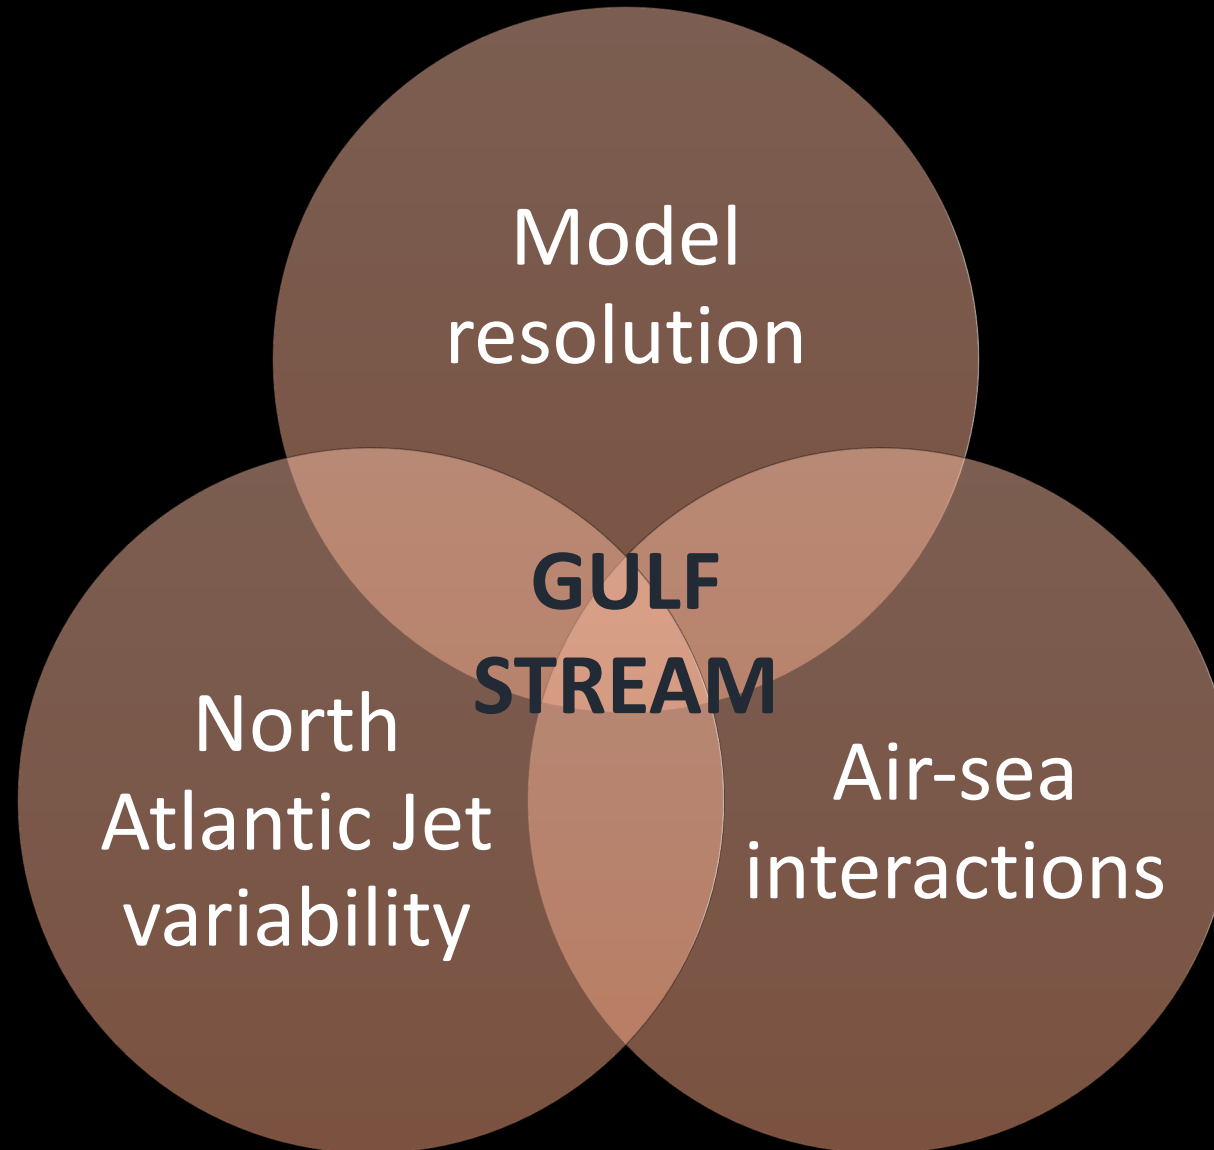 Model
resolution
GULF
STREAM
North
Atlantic Jet
variability
Air-sea
interactions